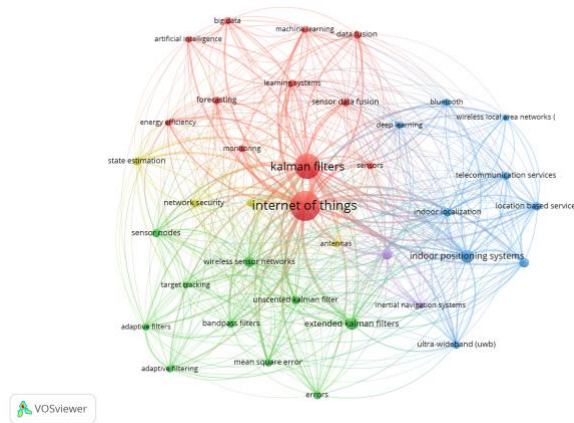 big data
artificial intelligence
machine learning
data fusion
learning systems
forecasting
sensor data fusion
bluetooth
energy efficiency
deep learning
wireless local area networks (
monitoring
state estimation
kalman filters
sensors
telecommunication services
network security
internet of things
indoor localization
location based service
sensor nodes
antennas
wireless sensor networks
indoor positioning systems
target tracking
unscented kalman filter
inertial navigation systems
adaptive filters
bandpass filters
extended kalman filters
ultra-wideband (uwb)
mean square error
adaptive filtering
errors
VOSviewer